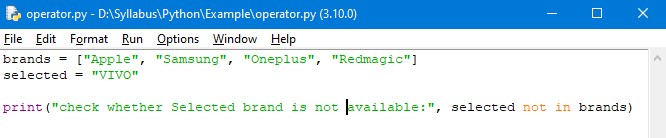 operator.py - D:\Syllabus\Python\Example\operator.py (3.10.0)
File Edit Format Run Options Window Help
brands = ["Apple", "Samsung", "Oneplus", "Redmagic"]
selected = "VIVO"
print("check whether Selected brand is not available:", selected not in brands)